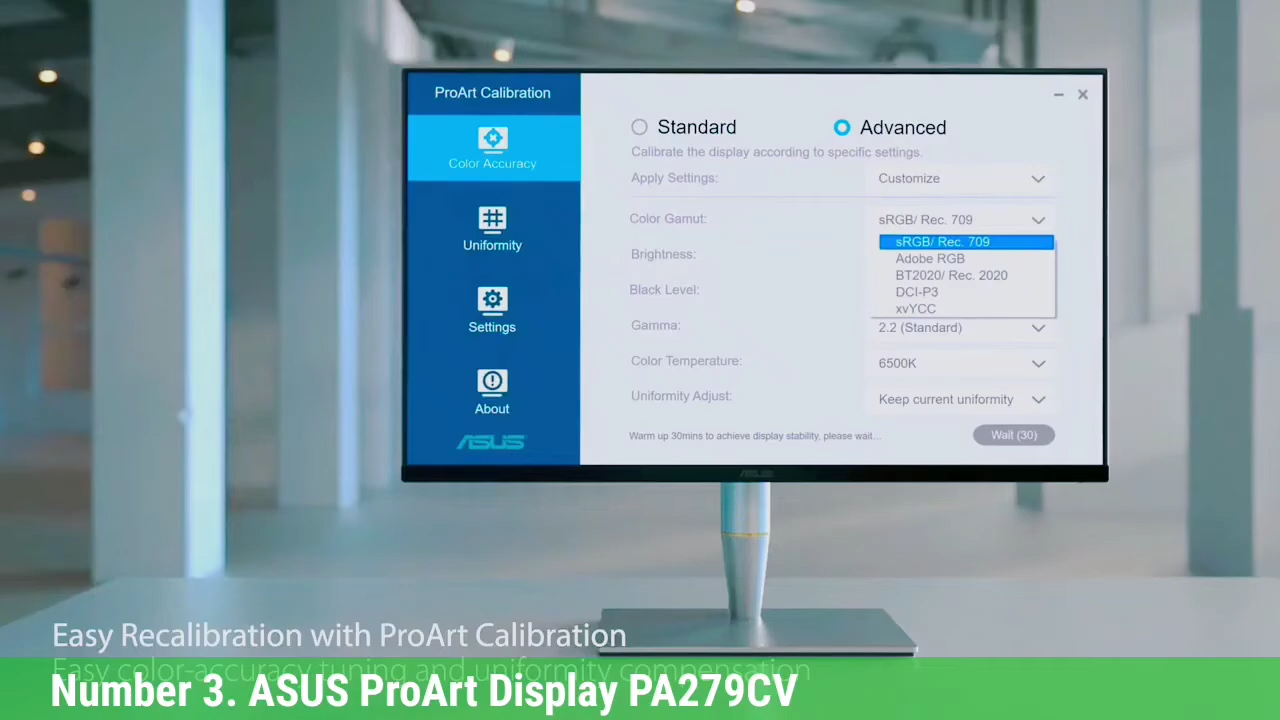 ProArt Calibration
Color Accuracy
Uniformity
Settings
About
ASUS
Standard
Advanced
Calibrate the display according to specific settings.
Apply Settings: Customize
Color Gamut: sRGB/ Rec. 709
sRGB/ Rec. 709
Adobe RGB
BT2020/ Rec. 2020
DCI-P3
xvYCC
Brightness:
Black Level:
Gamma: 2.2 (Standard)
Color Temperature: 6500K
Uniformity Adjust: Keep current uniformity
Warm up 30mins to achieve display stability, please wait... Wait (30)
ASUS
Easy Recalibration with ProArt Calibration
Easy color-accuracy tuning and uniformity compensation
Number 3. ASUS ProArt Display PA279CV